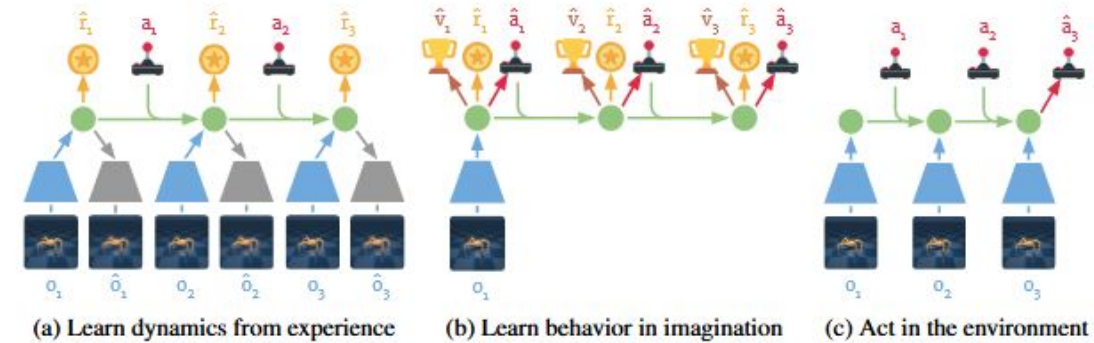 r̂₁ a₁ r̂₂ a₂ r̂₃
v̂₁ r̂₁ â₁ v̂₂ r̂₂ â₂ v̂₃ r̂₃ â₃
a₁ a₂ â₃
o₁ ô₁ o₂ ô₂ o₃ ô₃
o₁
o₁ o₂ o₃
(a) Learn dynamics from experience
(b) Learn behavior in imagination
(c) Act in the environment